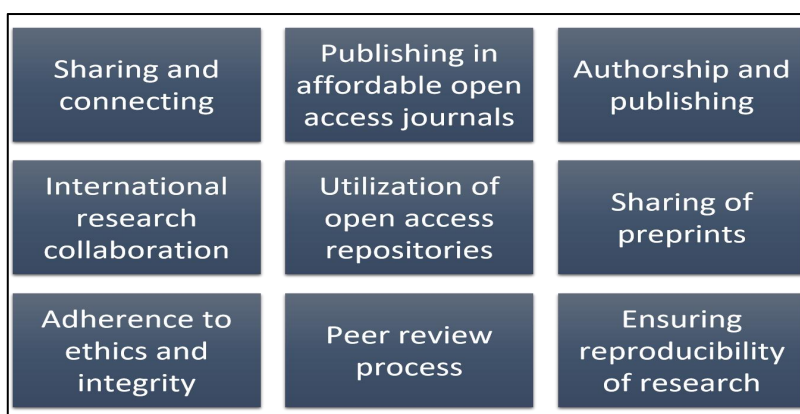 Sharing and
connecting
Publishing in
affordable open
access journals
Authorship and
publishing
International
research
collaboration
Utilization of
open access
repositories
Sharing of
preprints
Adherence to
ethics and
integrity
Peer review
process
Ensuring
reproducibility
of research